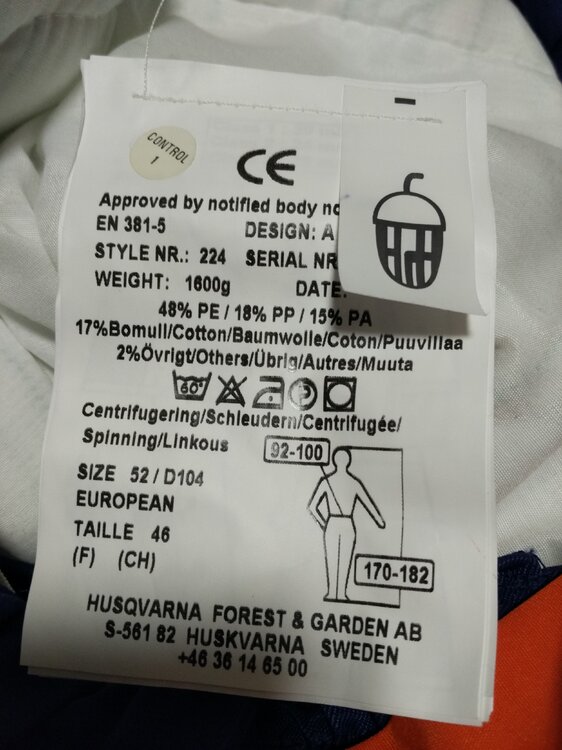 CONTROL
1
CE
Approved by notified body
EN 381-5 DESIGN: A
STYLE NR.: 224 SERIAL NR
WEIGHT: 1600g DATE:
48% PE / 18% PP / 15% PA
17%Bomull/Cotton/Baumwolle/Coton/Puuvillaa
2%Övrigt/Others/Übrig/Autres/Muuta
60°
P
Centrifugering/Schleudern/Centrifugée/
Spinning/Linkous
92-100
SIZE 52 / D104
EUROPEAN
TAILLE 46
(F) (CH)
170-182
HUSQVARNA FOREST & GARDEN AB
S-561 82 HUSKVARNA SWEDEN
+46 36 14 65 00